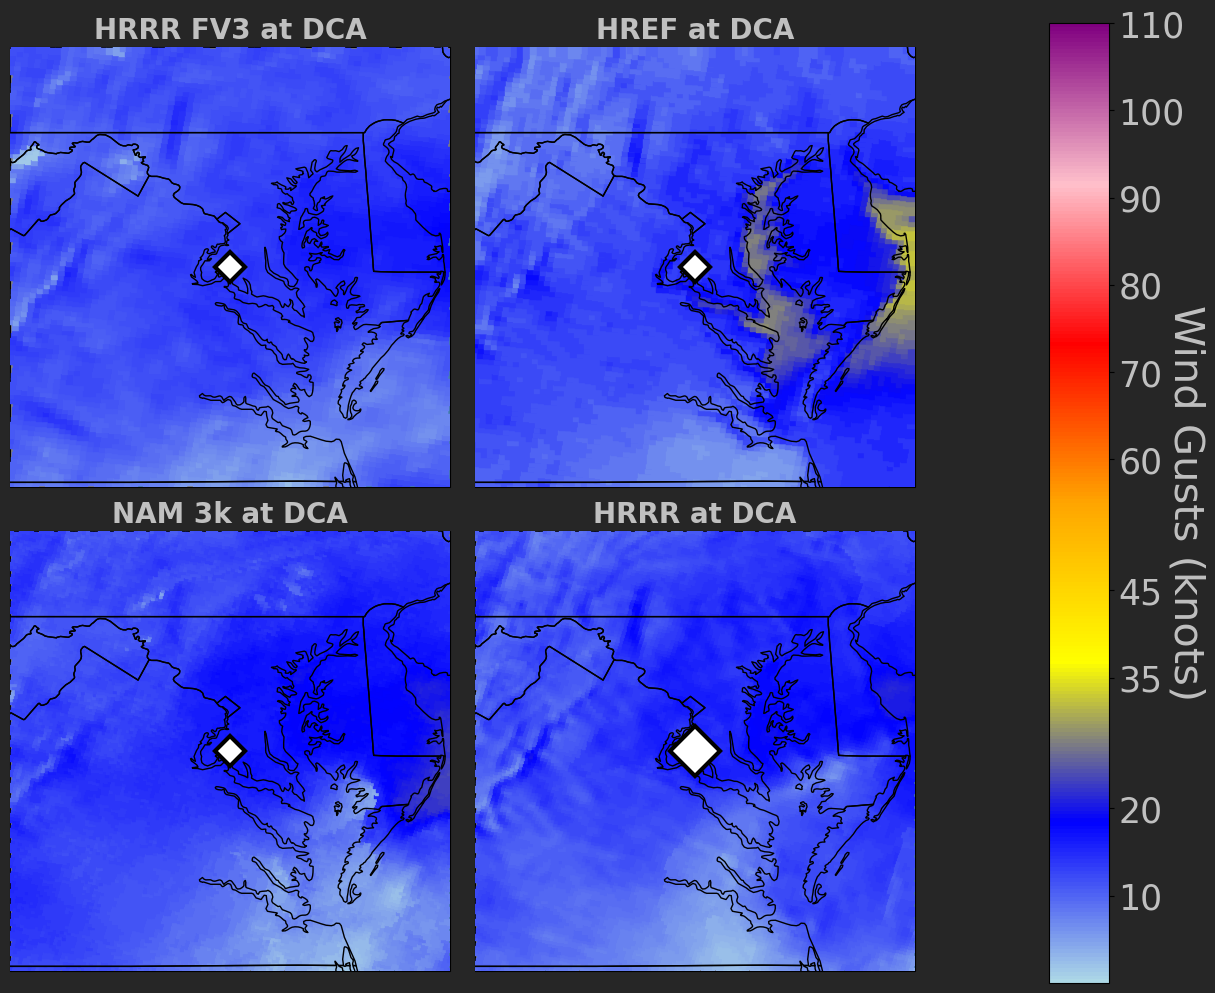 HRRR FV3 at DCA
HREF at DCA
NAM 3k at DCA
HRRR at DCA
110
100
90
80
70
60
45
35
20
10
Wind Gusts (knots)